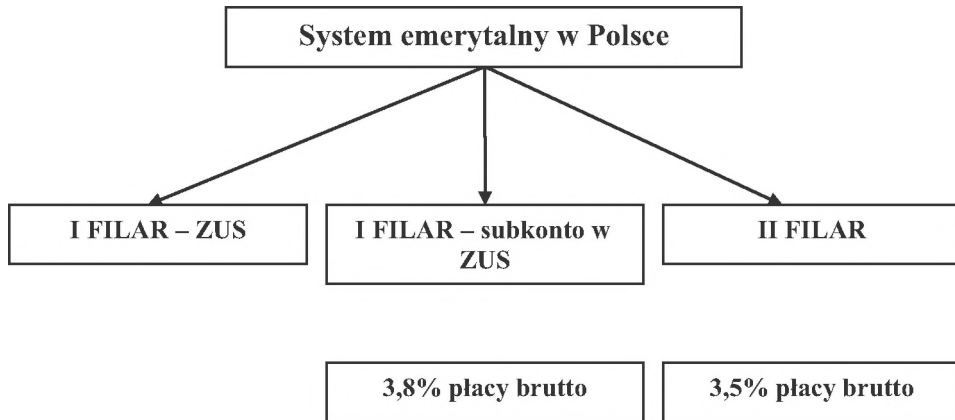 System emerytalny w Polsce
I FILAR – ZUS
I FILAR – subkonto w
ZUS
II FILAR
3,8% płacy brutto
3,5% płacy brutto